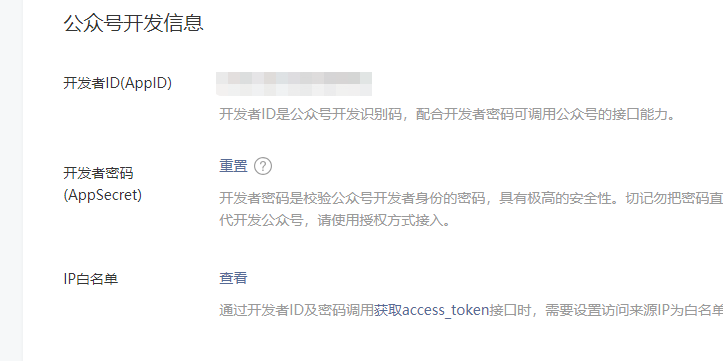 公众号开发信息
开发者ID(AppID)
开发者ID是公众号开发识别码，配合开发者密码可调用公众号的接口能力。
开发者密码
(AppSecret)
重置 ?
开发者密码是校验公众号开发者身份的密码，具有极高的安全性。切记勿把密码直
代开发公众号，请使用授权方式接入。
IP白名单
查看
通过开发者ID及密码调用获取access_token接口时，需要设置访问来源IP为白名单